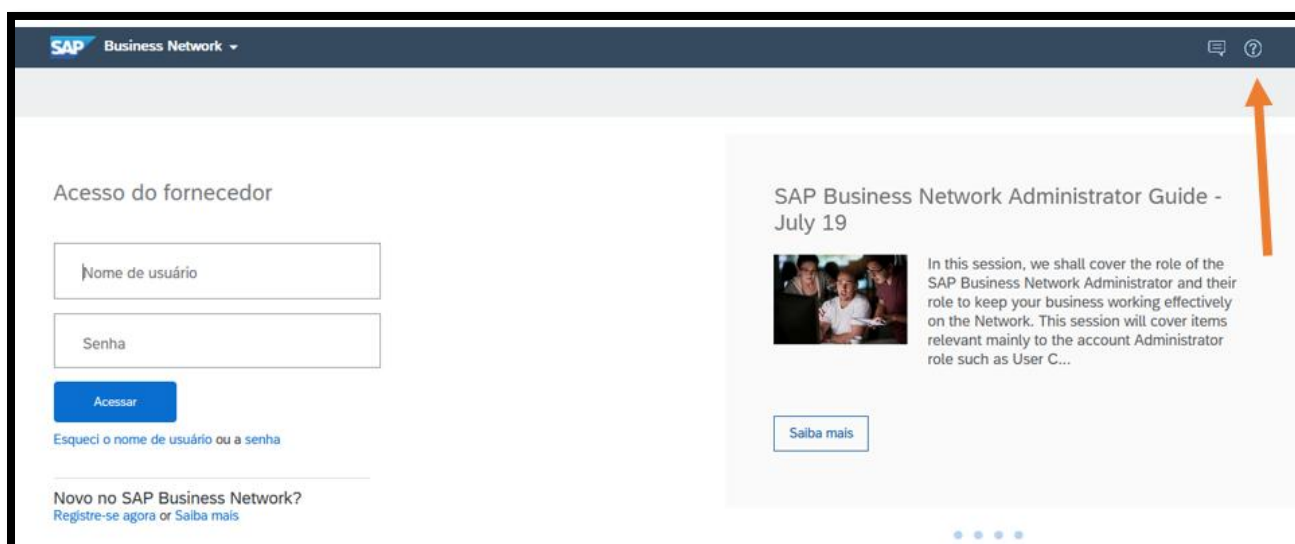 SAP Business Network
Acesso do fornecedor
Nome de usuário
Senha
Acessar
Esqueci o nome de usuário ou a senha
Novo no SAP Business Network?
Registre-se agora or Saiba mais
SAP Business Network Administrator Guide -
July 19
In this session, we shall cover the role of the
SAP Business Network Administrator and their
role to keep your business working effectively
on the Network. This session will cover items
relevant mainly to the account Administrator
role such as User C...
Saiba mais